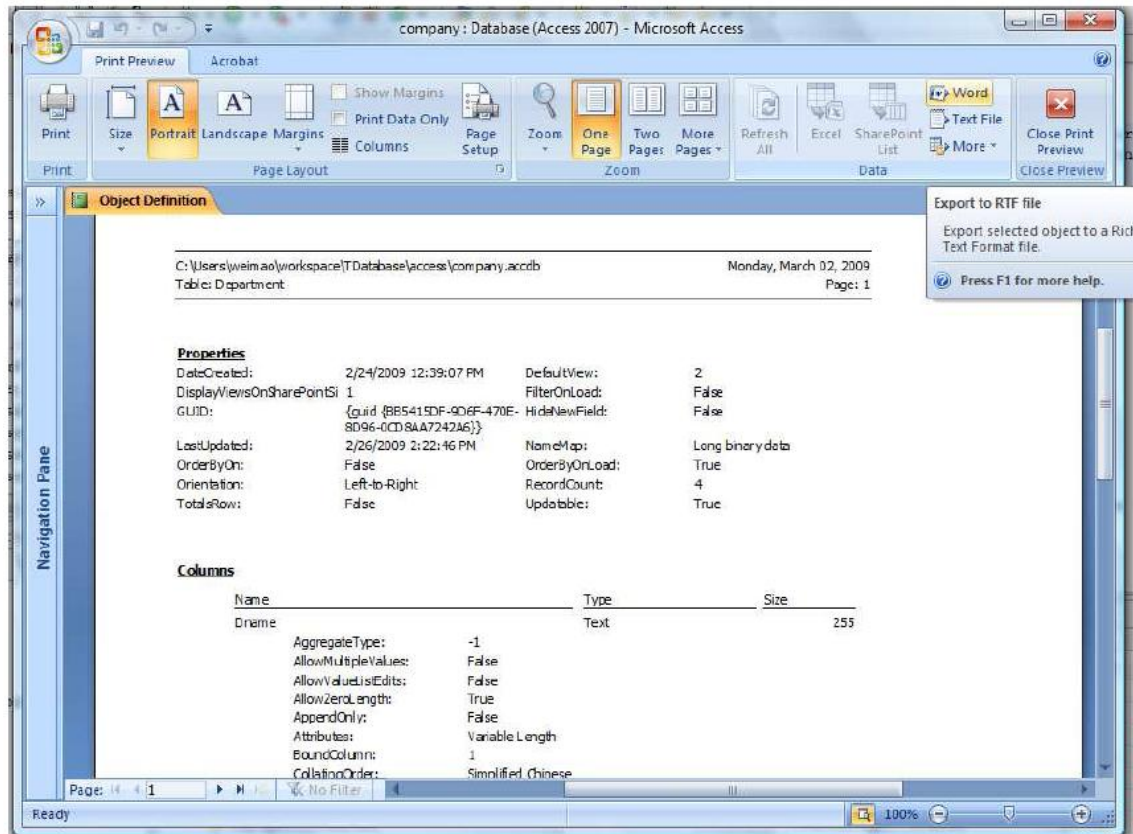 company : Database (Access 2007) - Microsoft Access
Print Preview Acrobat
Print
Size
Portrait
Landscape
Margins
Show Margins
Print Data Only
Columns
Page Setup
Zoom
One Page
Two Pages
More Pages
Refresh All
Excel
SharePoint List
Word
Text File
More
Close Print Preview
Print Page Layout Zoom Data Close Preview
Object Definition
Export to RTF file
Export selected object to a Rich
Text Format file.
Press F1 for more help.
C:\Users\weimao\workspace\TDatabase\access\company.accdb Monday, March 02, 2009
Table: Department Page: 1
Properties
DateCreated: 2/24/2009 12:39:07 PM DefaultView: 2
DisplayViewsOnSharePointSi 1 FilterOnLoad: False
GUID: {guid {BB5415DF-9D6F-470E- HideNewField: False
8D96-0CD8AA7242A6}}
LastUpdated: 2/26/2009 2:22:46 PM NameMap: Long binary data
OrderByOn: False OrderByOnLoad: True
Orientation: Left-to-Right RecordCount: 4
TotalsRow: False Updatable: True
Navigation Pane
Columns
Name Type Size
Dname Text 255
AggregateType: -1
AllowMultipleValues: False
AllowValueListEdits: False
AllowZeroLength: True
AppendOnly: False
Attributes: Variable Length
BoundColumn: 1
CollatingOrder: Simplified Chinese
Page: 1 No Filter
Ready 100%